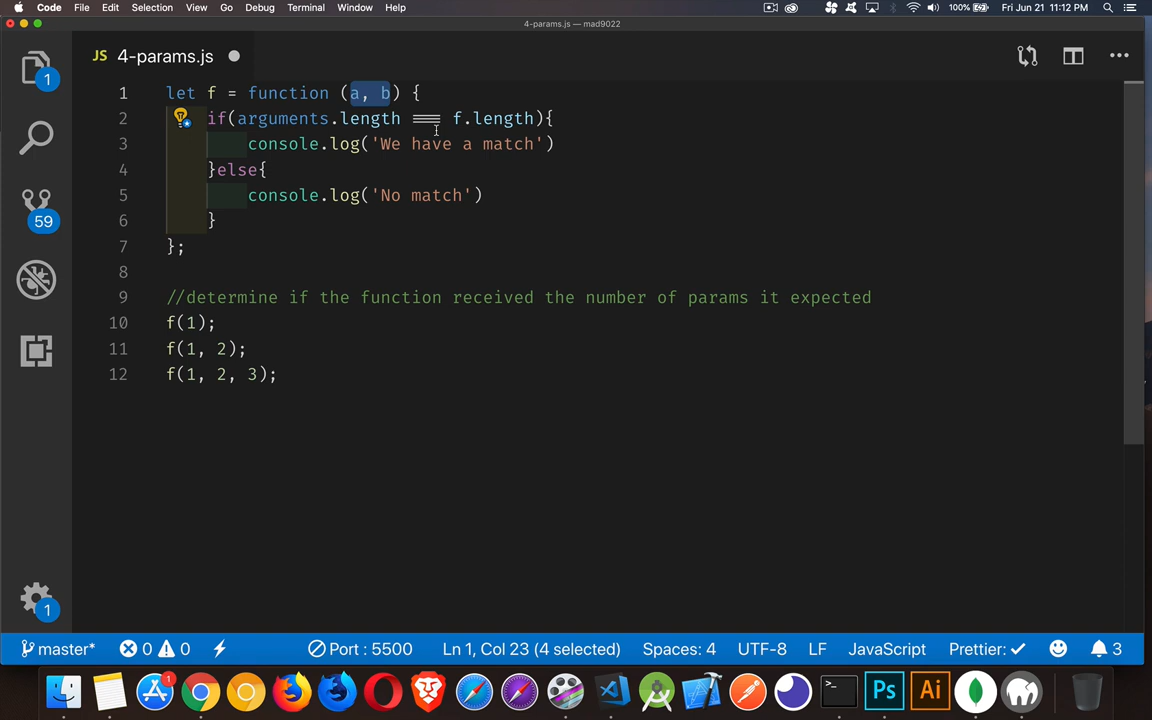 Code File Edit Selection View Go Debug Terminal Window Help 100% Fri Jun 21 11:12 PM
4-params.js — mad9022
JS 4-params.js
1 let f = function (a, b) {
2 if(arguments.length === f.length){
3 console.log('We have a match')
4 }else{
5 console.log('No match')
6 }
7 };
8
9 //determine if the function received the number of params it expected
10 f(1);
11 f(1, 2);
12 f(1, 2, 3);
1
59
1
master* 0 0 Port : 5500 Ln 1, Col 23 (4 selected) Spaces: 4 UTF-8 LF JavaScript Prettier: 3
1
>_
Ps
Ai